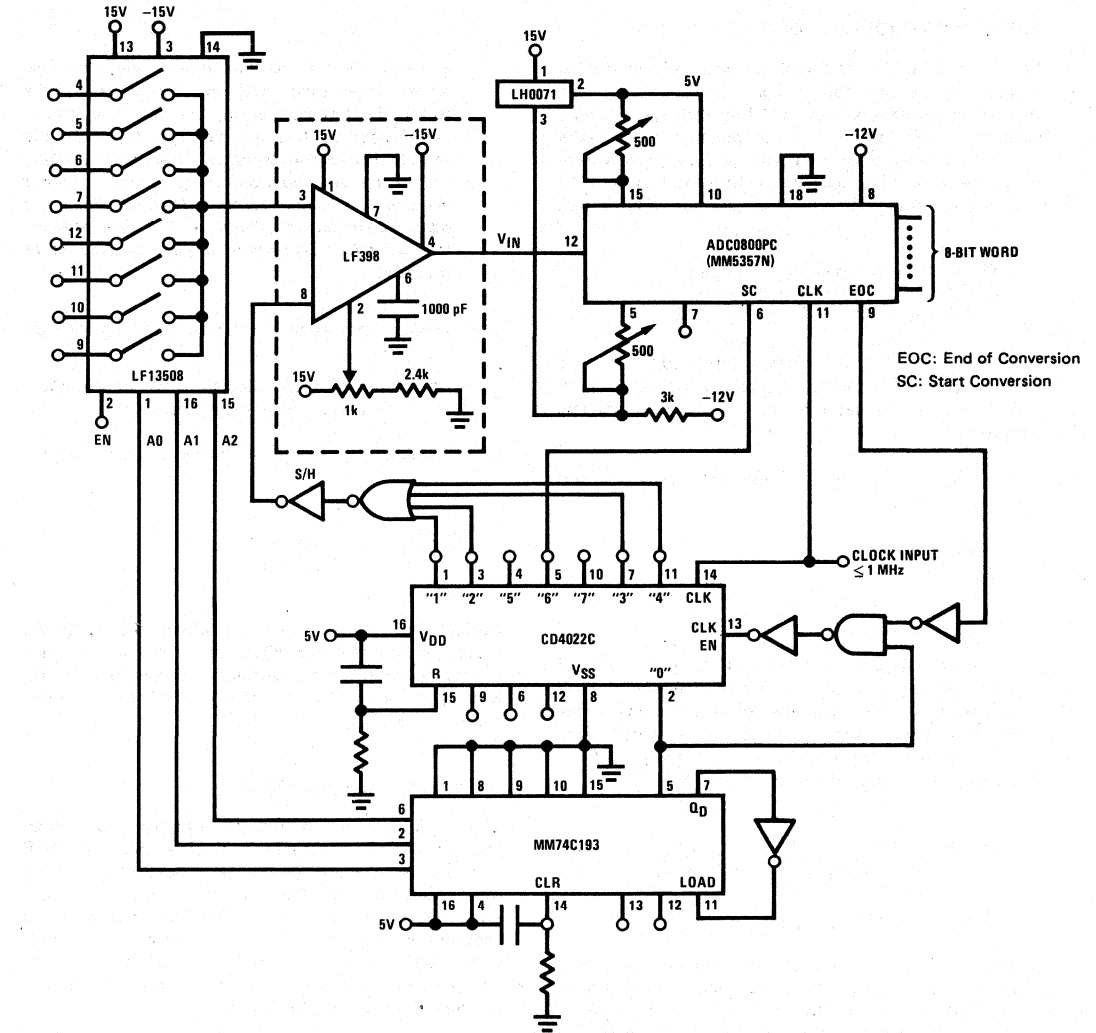 15V
−15V
13
3
14
4
5
6
7
12
11
10
9
LF13508
2
1
16
15
EN
A0
A1
A2
15V
−15V
1
7
3
4
LF398
6
8
2
1000 pF
15V
1k
2.4k
VIN
15V
1
LH0071
2
3
5V
500
−12V
15
10
18
8
12
ADC0800PC
(MM5357N)
8-BIT WORD
SC
CLK
EOC
5
7
6
11
9
500
3k
−12V
EOC: End of Conversion
SC: Start Conversion
S/H
CLOCK INPUT
≤ 1 MHz
1
3
4
5
10
7
11
14
"1"
"2"
"5"
"6"
"7"
"3"
"4"
CLK
5V
16
VDD
CD4022C
CLK
EN
13
R
VSS
"0"
15
9
6
12
8
2
1
8
9
10
15
5
7
QD
6
2
3
MM74C193
CLR
LOAD
16
4
14
13
12
11
5V